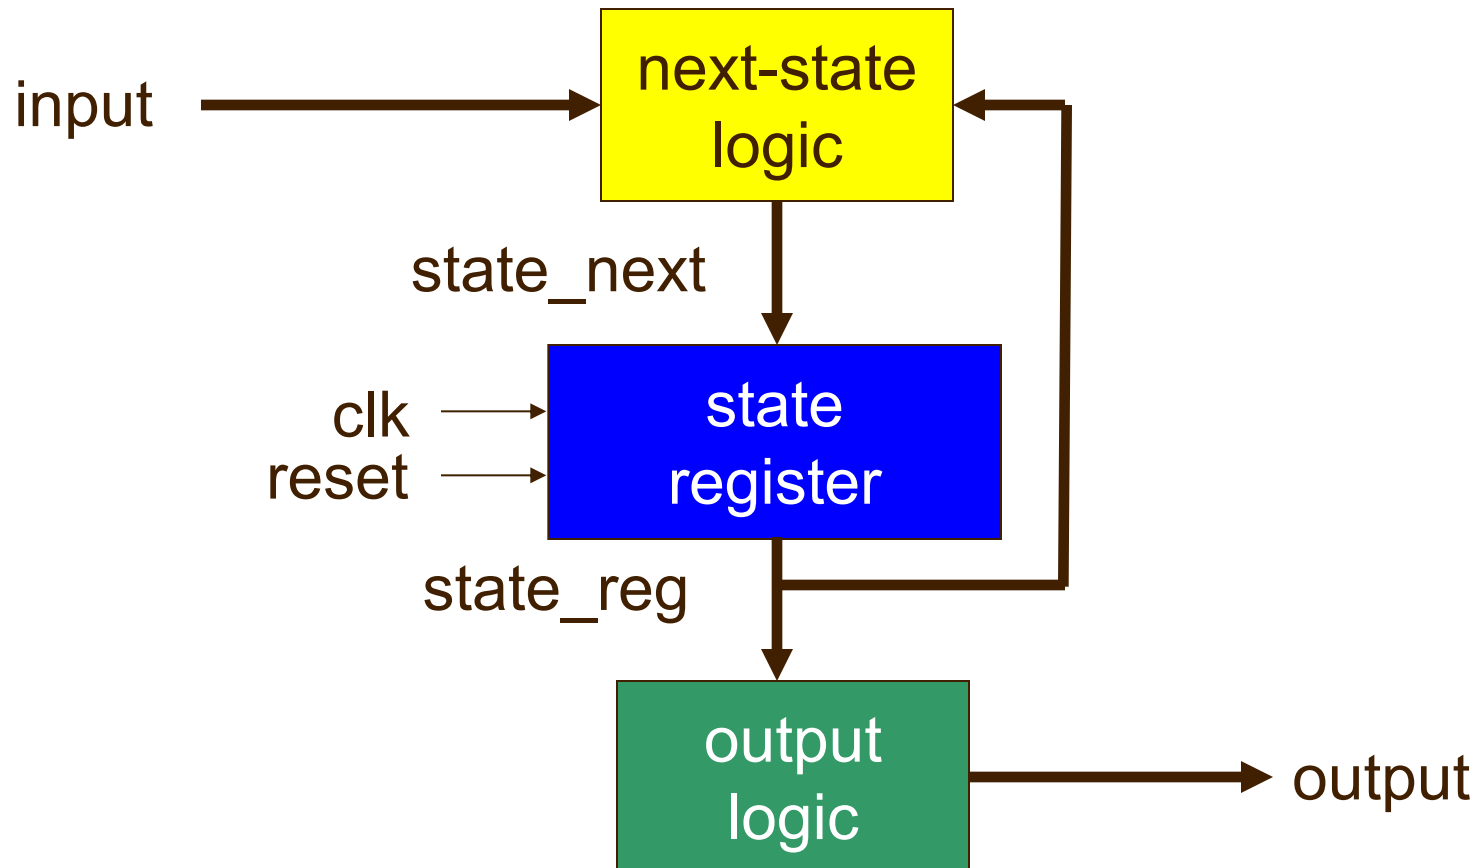 input
next-state
logic
state_next
clk
reset
state
register
state_reg
output
logic
output